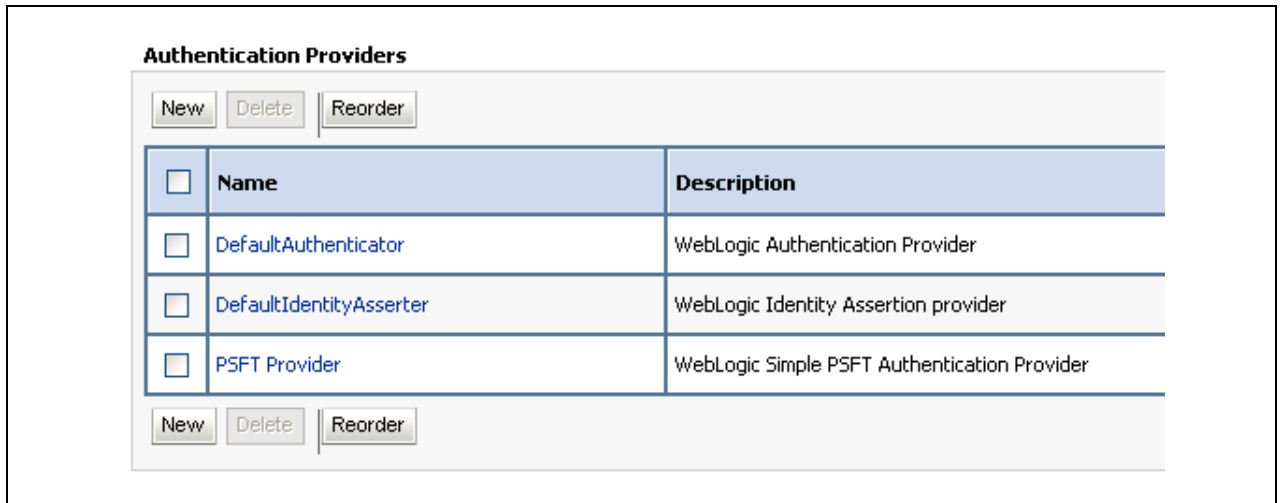 Authentication Providers
New Delete Reorder
Name Description
DefaultAuthenticator WebLogic Authentication Provider
DefaultIdentityAsserter WebLogic Identity Assertion provider
PSFT Provider WebLogic Simple PSFT Authentication Provider
New Delete Reorder